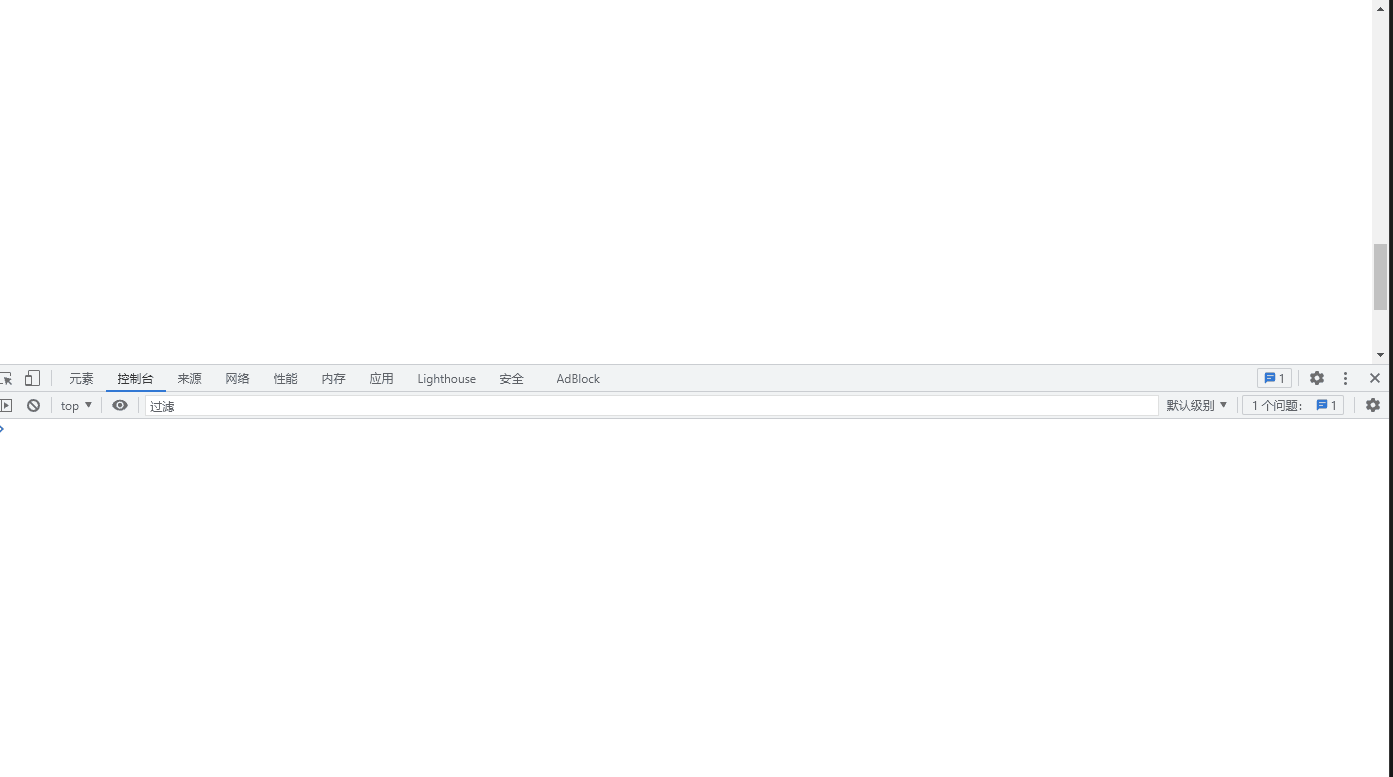 元素 控制台 来源 网络 性能 内存 应用 Lighthouse 安全 AdBlock 1
top 过滤 默认级别 1 个问题: 1